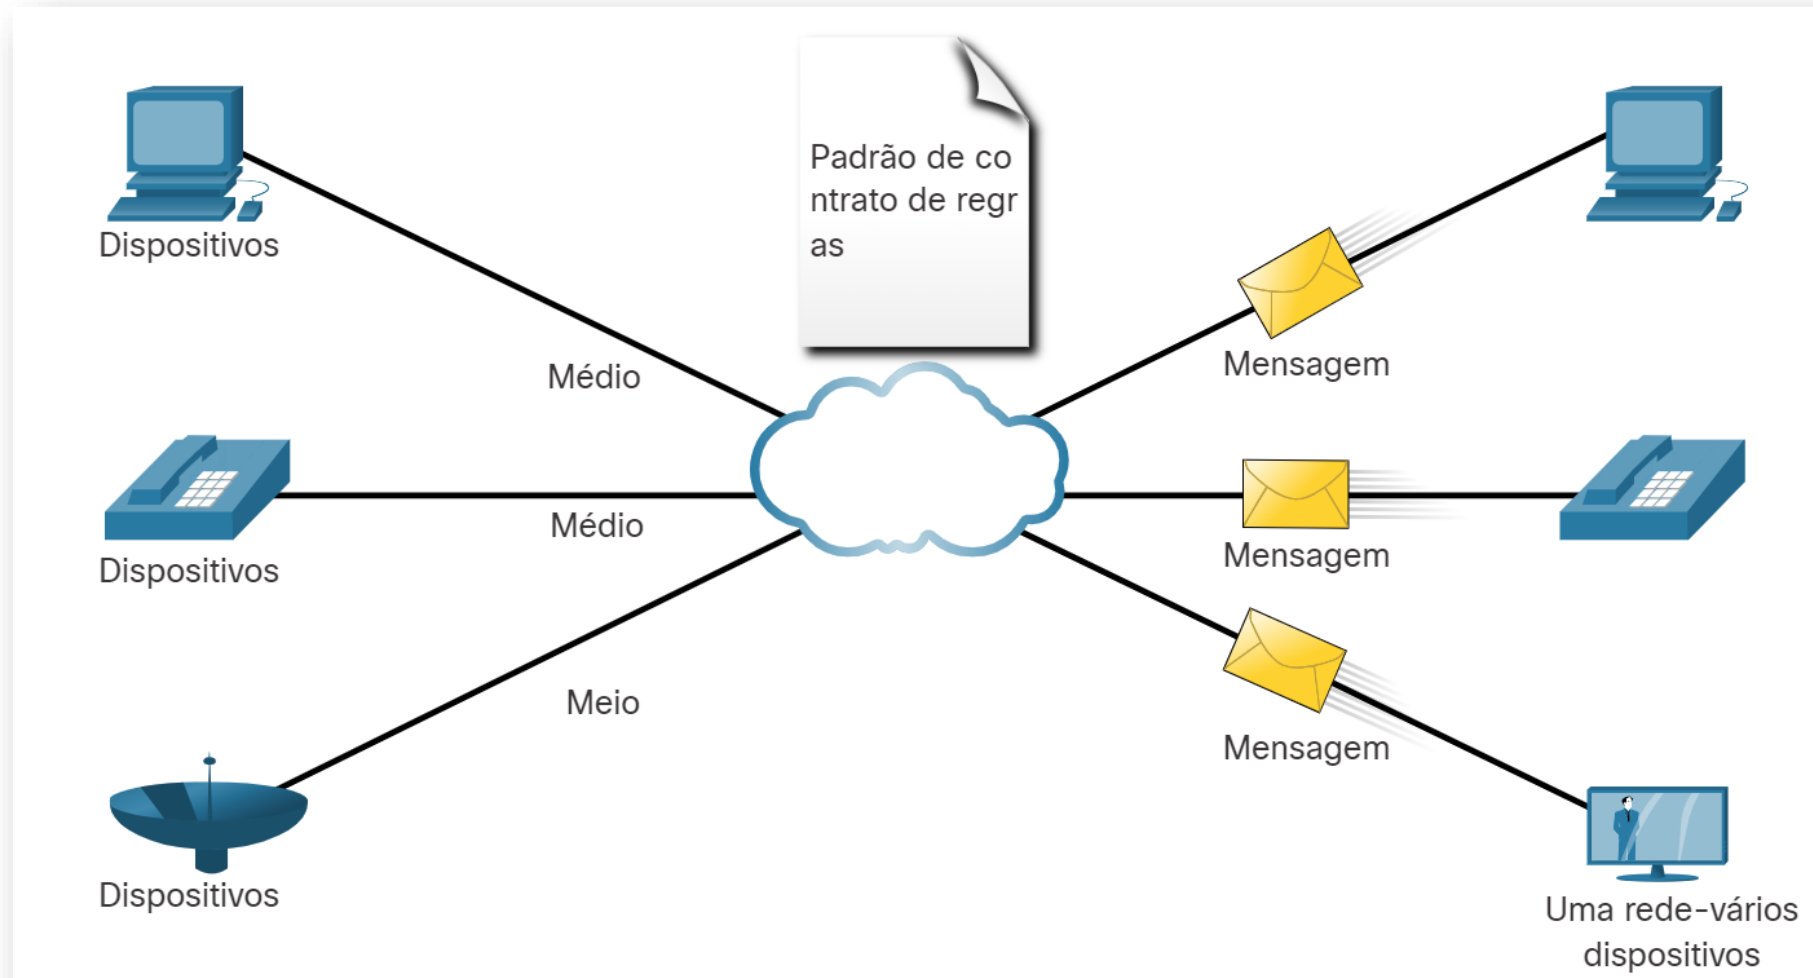 Padrão de co
ntrato de regr
as
Dispositivos
Mensagem
Médio
Médio
Mensagem
Dispositivos
Meio
Mensagem
Dispositivos
Uma rede-vários
dispositivos